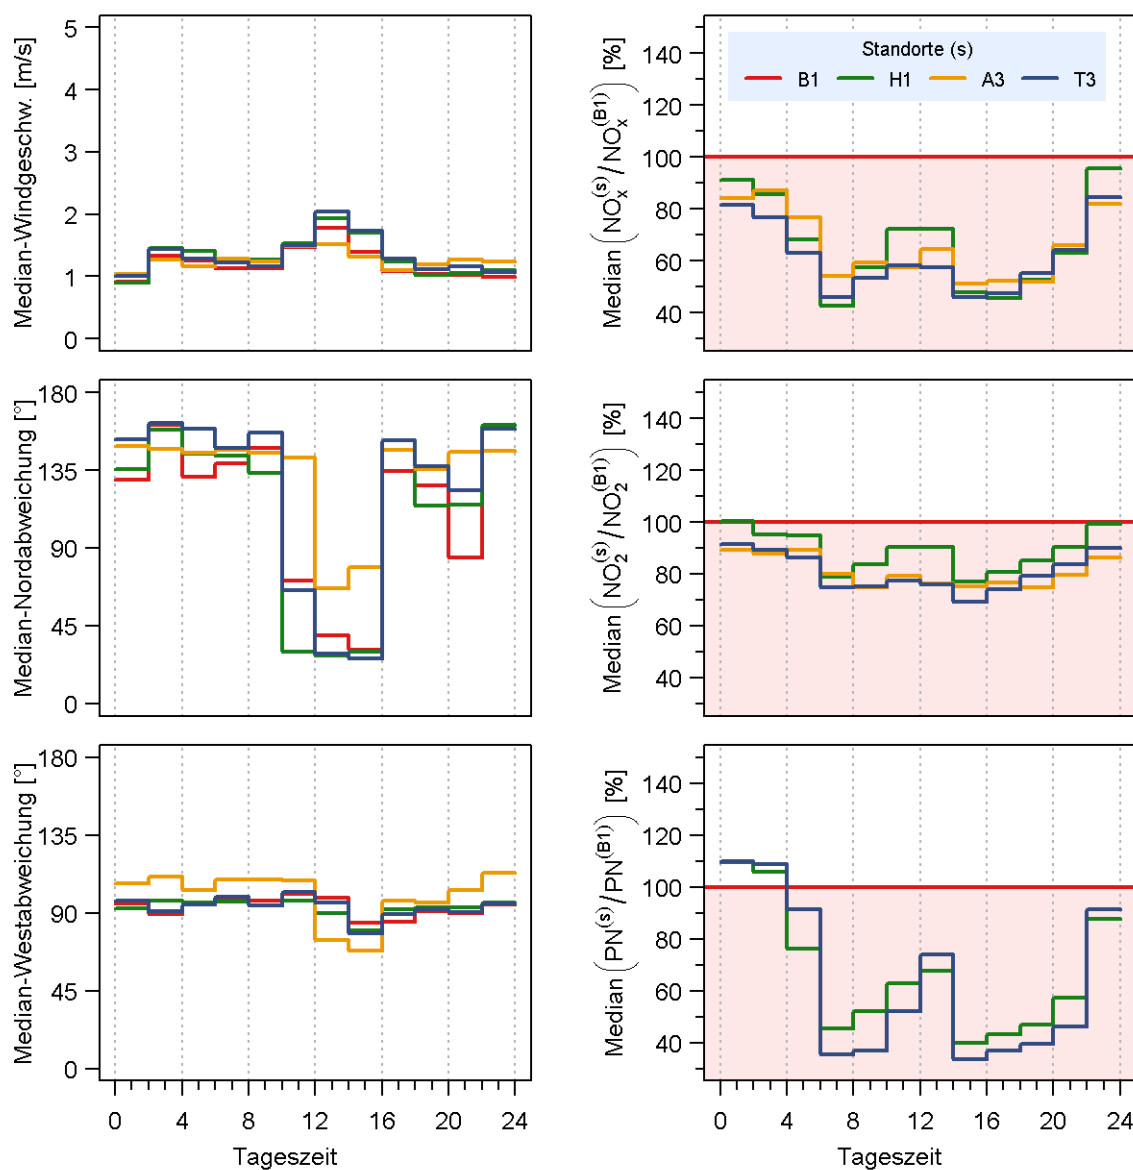 Median-Windgeschw. [m/s]
5
4
3
2
1
0
Median (NOₓ⁽ˢ⁾/NOₓ⁽ᴮ¹⁾) [%]
140
120
100
80
60
40
Standorte (s)
B1 H1 A3 T3
Median-Nordabweichung [°]
180
135
90
45
0
Median (NO₂⁽ˢ⁾/NO₂⁽ᴮ¹⁾) [%]
140
120
100
80
60
40
Median-Westabweichung [°]
180
135
90
45
0
0 4 8 12 16 20 24
Tageszeit
Median (PN⁽ˢ⁾/PN⁽ᴮ¹⁾) [%]
140
120
100
80
60
40
0 4 8 12 16 20 24
Tageszeit